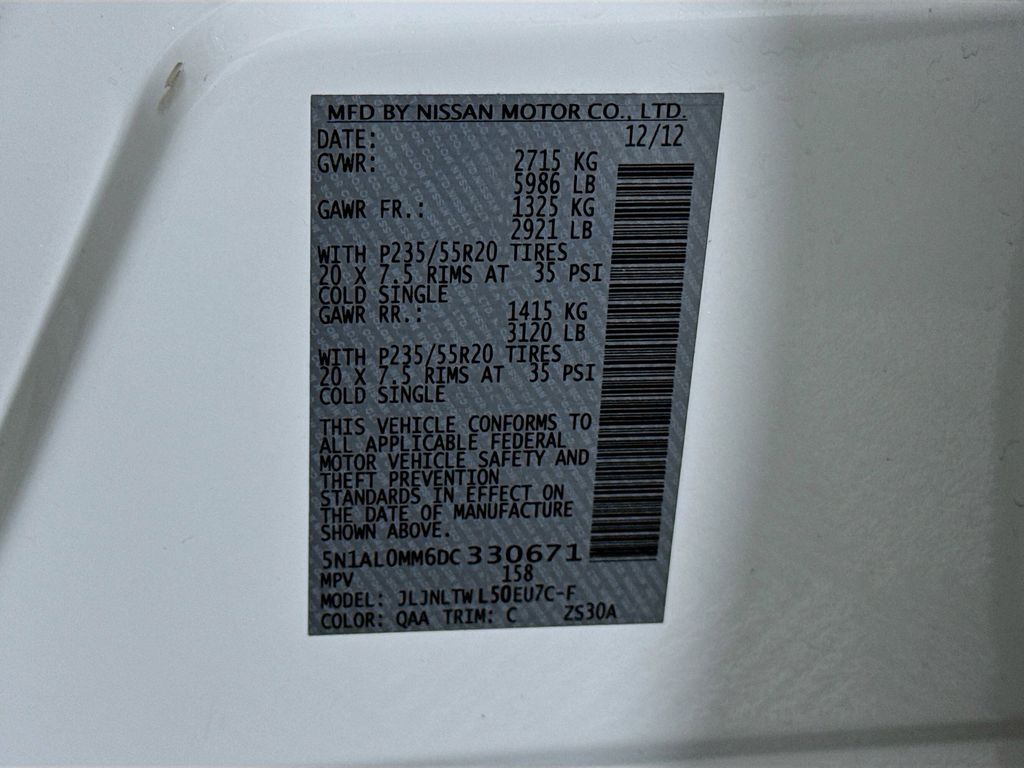 MFD BY NISSAN MOTOR CO., LTD.
DATE: 12/12
GVWR: 2715 KG
5986 LB
GAWR FR.: 1325 KG
2921 LB
WITH P235/55R20 TIRES
20 X 7.5 RIMS AT 35 PSI
COLD SINGLE
GAWR RR.: 1415 KG
3120 LB
WITH P235/55R20 TIRES
20 X 7.5 RIMS AT 35 PSI
COLD SINGLE
THIS VEHICLE CONFORMS TO
ALL APPLICABLE FEDERAL
MOTOR VEHICLE SAFETY AND
THEFT PREVENTION
STANDARDS IN EFFECT ON
THE DATE OF MANUFACTURE
SHOWN ABOVE.
5N1AL0MM6DC 330671
MPV 158
MODEL: JLJNLTW L50EU7C-F
COLOR: QAA TRIM: C ZS30A